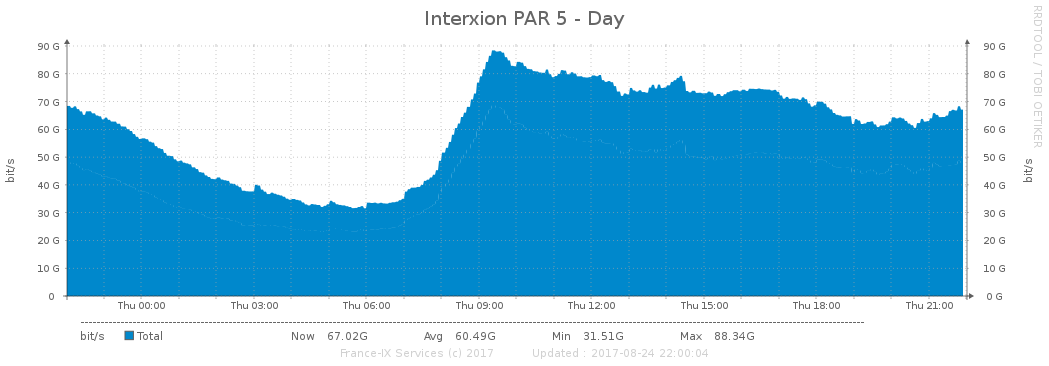 Interxion PAR 5 - Day
RRDTOOL / TOBI OETIKER
90 G 90 G
80 G 80 G
70 G 70 G
60 G 60 G
50 G 50 G
40 G 40 G
30 G 30 G
20 G 20 G
10 G 10 G
0 0 G
bit/s bit/s
Thu 00:00 Thu 03:00 Thu 06:00 Thu 09:00 Thu 12:00 Thu 15:00 Thu 18:00 Thu 21:00
bit/s Total Now 67.02G Avg 60.49G Min 31.51G Max 88.34G
France-IX Services (c) 2017 Updated : 2017-08-24 22:00:04